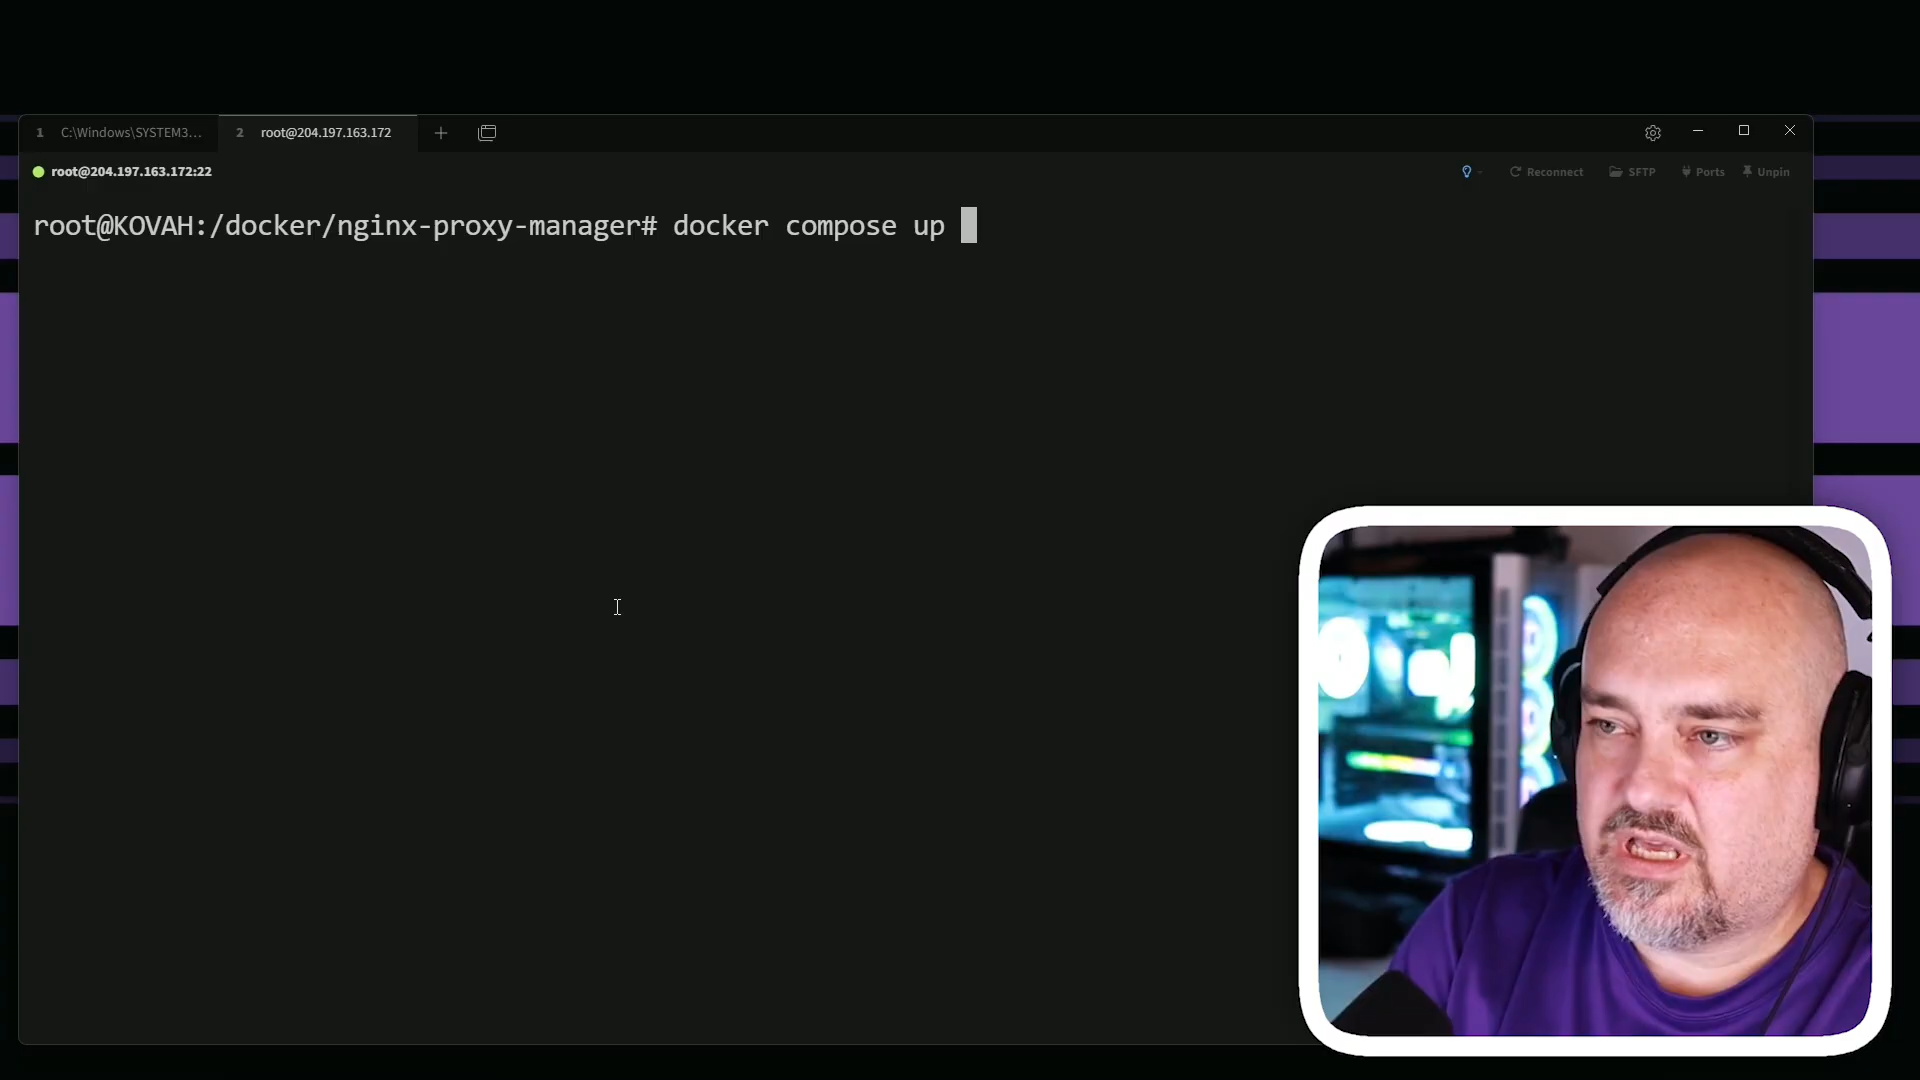 1 C:\Windows\SYSTEM3... 2 root@204.197.163.172
root@204.197.163.172:22 Reconnect SFTP Ports Unpin
root@KOVAH:/docker/nginx-proxy-manager# docker compose up